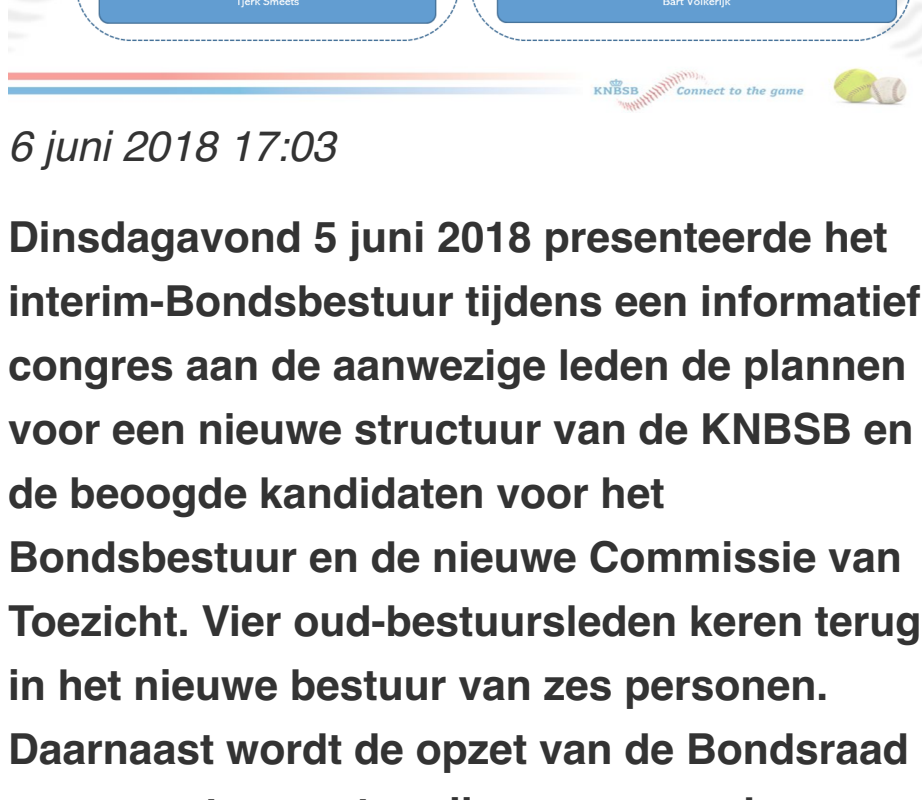 Tjerk Smeets
Bart Volkerijk
KNBSB Connect to the game
6 juni 2018 17:03
Dinsdagavond 5 juni 2018 presenteerde het
interim-Bondsbestuur tijdens een informatief
congres aan de aanwezige leden de plannen
voor een nieuwe structuur van de KNBSB en
de beoogde kandidaten voor het
Bondsbestuur en de nieuwe Commissie van
Toezicht. Vier oud-bestuursleden keren terug
in het nieuwe bestuur van zes personen.
Daarnaast wordt de opzet van de Bondsraad